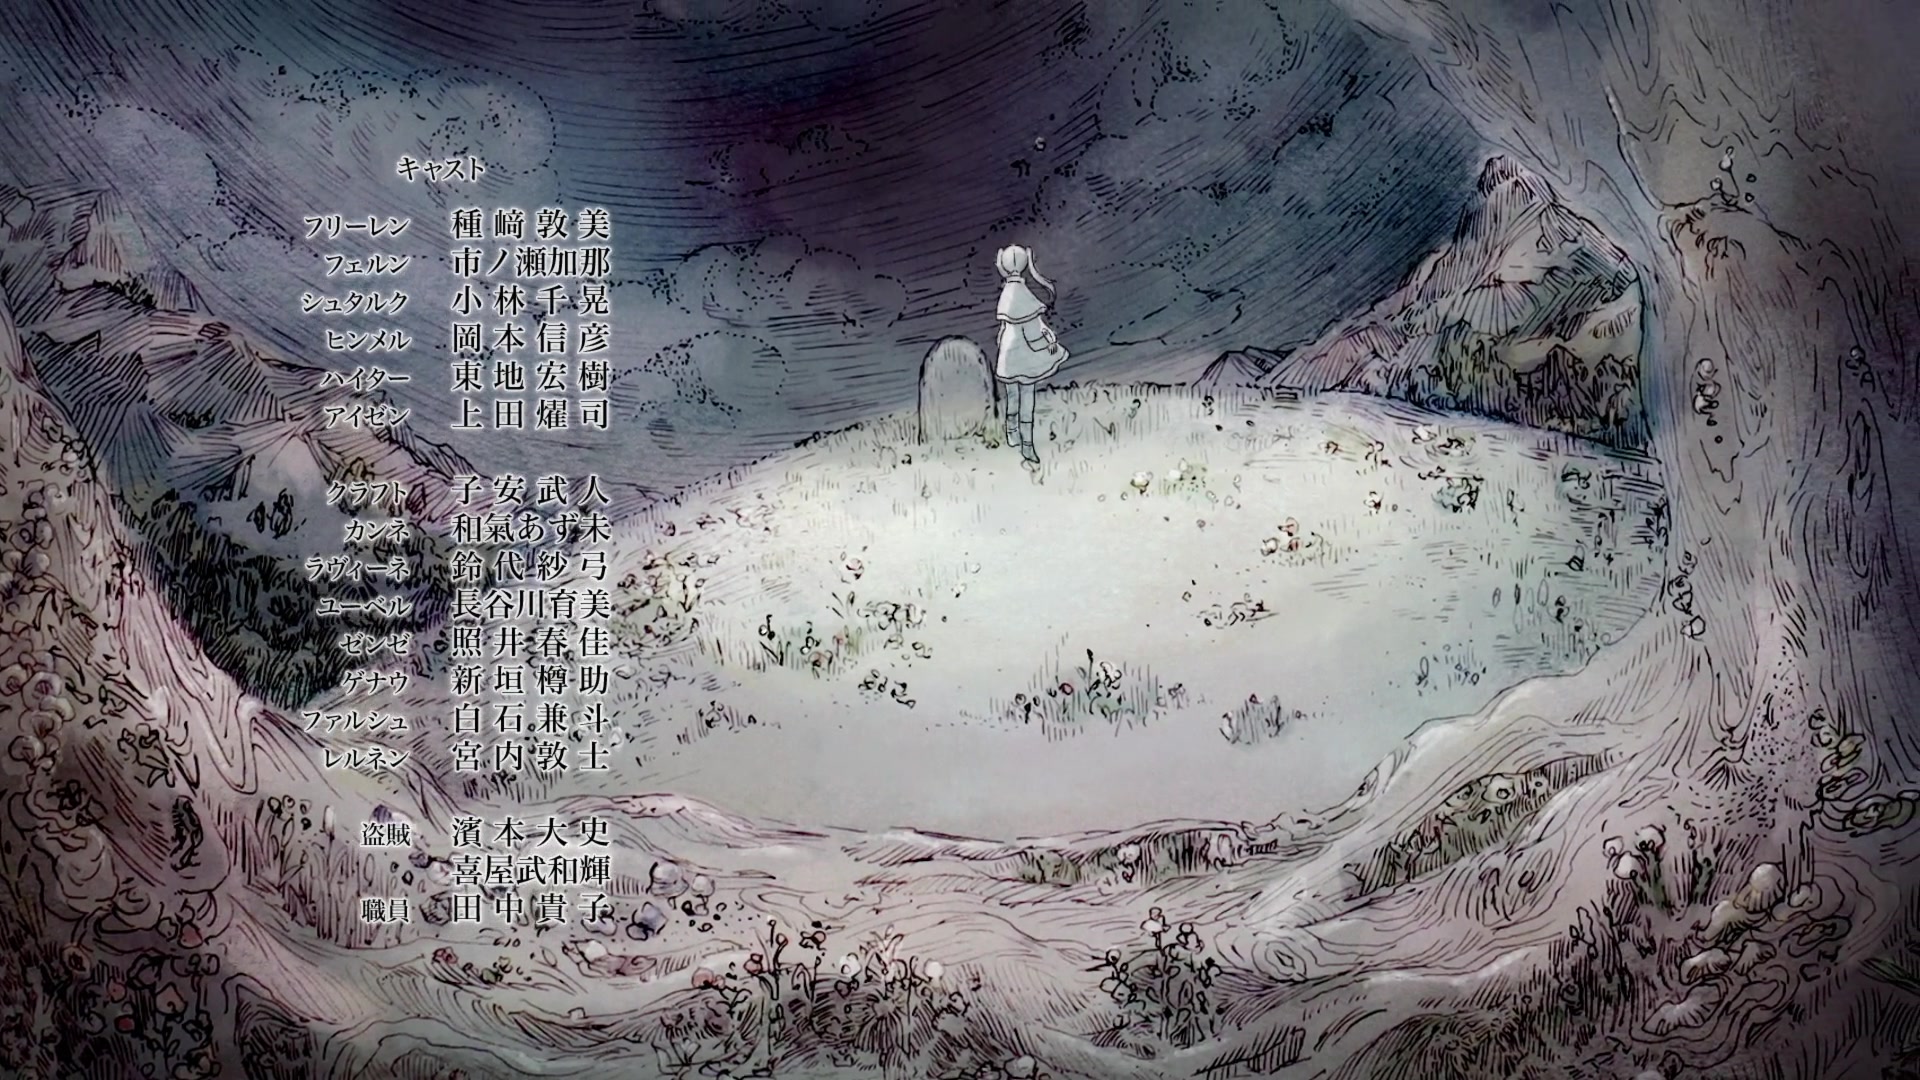 キャスト
フリーレン 種﨑敦美
フェルン 市ノ瀬加那
シュタルク 小林千晃
ヒンメル 岡本信彦
ハイター 東地宏樹
アイゼン 上田燿司
クラフト 子安武人
カンネ 和氣あず未
ラヴィーネ 鈴代紗弓
ユーベル 長谷川育美
ゼンゼ 照井春佳
ゲナウ 新垣樽助
ファルシュ 白石兼斗
レルネン 宮内敦士
盗賊 濱本大史
喜屋武和輝
職員 田中貴子